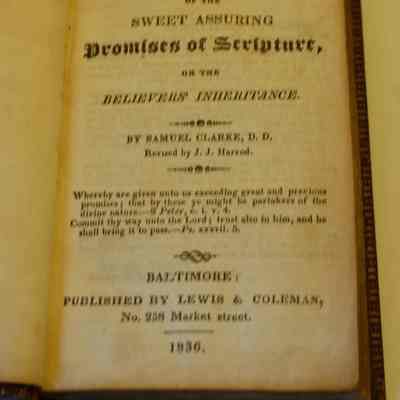 OF THE
SWEET ASSURING
Promises of Scripture,
OR THE
BELIEVERS' INHERITANCE.
BY SAMUEL CLARKE, D. D.
Revised by J. J. Harrod.
Whereby are given unto us exceeding great and precious
promises; that by these ye might be partakers of the
divine nature.—2 Peter, c. i. v. 4.
Commit thy way unto the Lord; trust also in him, and he
shall bring it to pass.—Ps. xxxvii. 5.
BALTIMORE:
PUBLISHED BY LEWIS & COLEMAN,
No. 258 Market street.
1836.